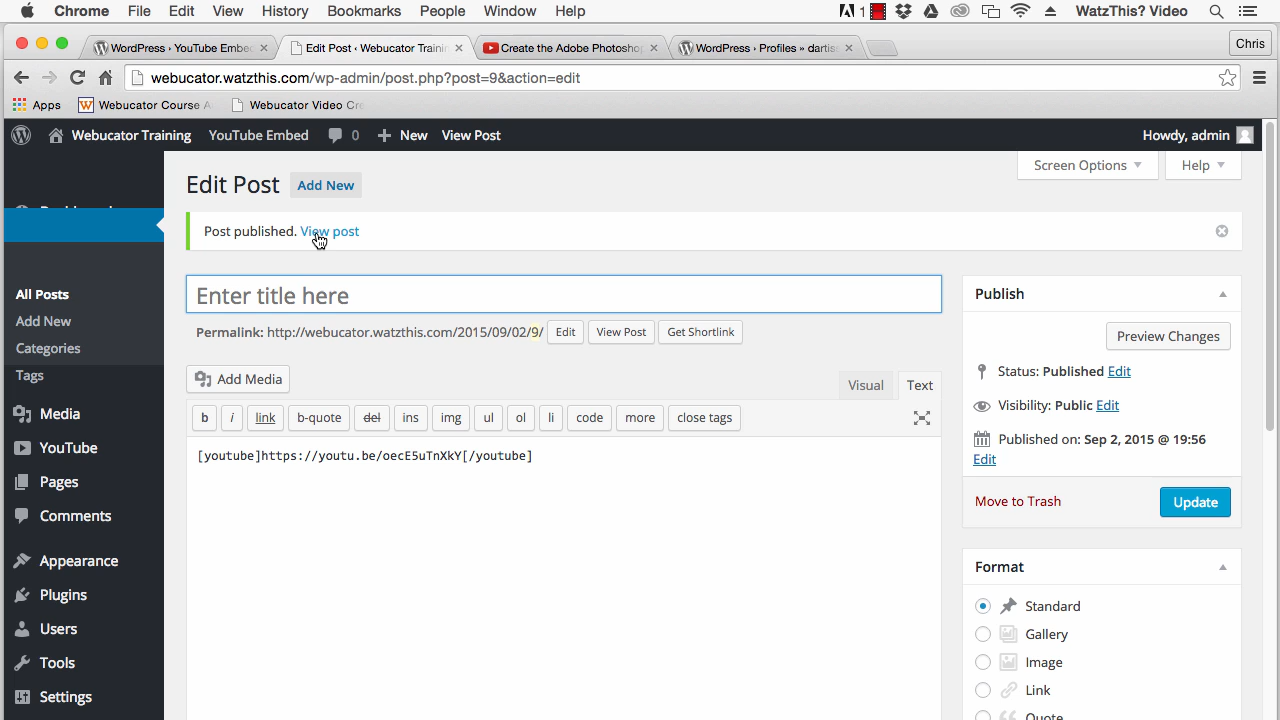 Chrome File Edit View History Bookmarks People Window Help 1 WatzThis? Video
WordPress › YouTube Embe Edit Post ‹ Webucator Traini Create the Adobe Photosho WordPress › Profiles » dartis Chris
webucator.watzthis.com/wp-admin/post.php?post=9&action=edit
Apps Webucator Course A Webucator Video Cre
Webucator Training YouTube Embed 0 New View Post Howdy, admin
Screen Options Help
Edit Post Add New
Post published. View post
Enter title here
Permalink: http://webucator.watzthis.com/2015/09/02/9/ Edit View Post Get Shortlink
Add Media Visual Text
b i link b-quote del ins img ul ol li code more close tags
[youtube]https://youtu.be/oecE5uTnXkY[/youtube]
All Posts
Add New
Categories
Tags
Media
YouTube
Pages
Comments
Appearance
Plugins
Users
Tools
Settings
Publish
Preview Changes
Status: Published Edit
Visibility: Public Edit
Published on: Sep 2, 2015 @ 19:56
Edit
Move to Trash Update
Format
Standard
Gallery
Image
Link
Quote